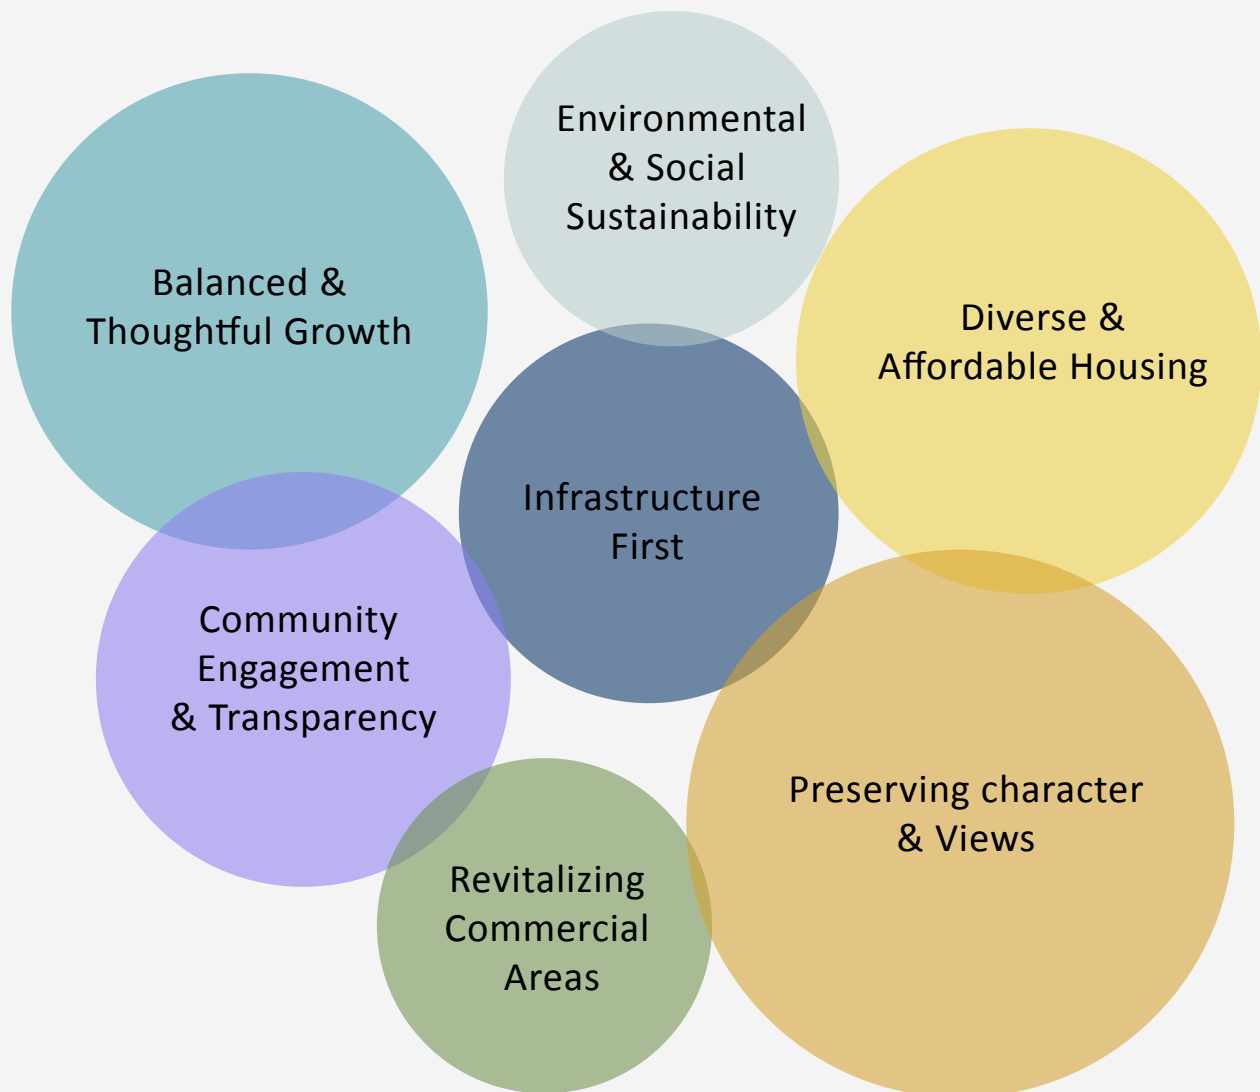 Environmental
& Social
Sustainability
Balanced &
Thoughtful Growth
Diverse &
Affordable Housing
Infrastructure
First
Community
Engagement
& Transparency
Preserving character
& Views
Revitalizing
Commercial
Areas